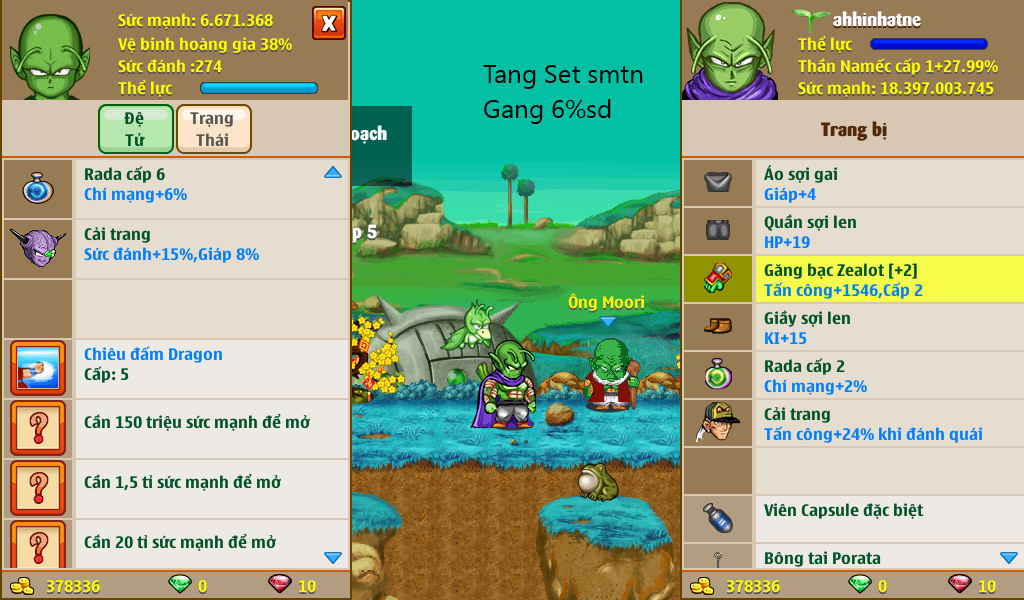 Sức mạnh: 6.671.368
Vệ binh hoàng gia 38%
Sức đánh :274
Thể lực
X
Đệ
Tử
Trạng
Thái
Rada cấp 6
Chí mạng+6%
Cải trang
Sức đánh+15%,Giáp 8%
Chiêu đấm Dragon
Cấp: 5
Cần 150 triệu sức mạnh để mở
Cần 1,5 tỉ sức mạnh để mở
Cần 20 tỉ sức mạnh để mở
378336
0
10
Tang Set smtn
Gang 6%sd
oạch
p 5
Ông Moori
ahhinhatne
Thể lực
Thần Namếc cấp 1+27.99%
Sức mạnh: 18.397.003.745
Trang bị
Áo sợi gai
Giáp+4
Quần sợi len
HP+19
Găng bạc Zealot [+2]
Tấn công+1546,Cấp 2
Giầy sợi len
KI+15
Rada cấp 2
Chí mạng+2%
Cải trang
Tấn công+24% khi đánh quái
Viên Capsule đặc biệt
Bông tai Porata
378336
0
10